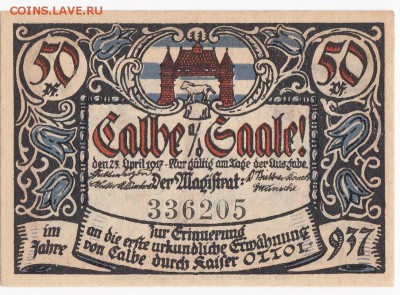 COINS.LAVE.RU
50 Pf. 50 Pf.
Calbe a/d Saale!
den 23. April 1917 - Nur gültig am Tage der Ausgabe.
Der Magistrat:
336205
im Jahre
zur Erinnerung
an die erste urkundliche Erwähnung
von Calbe durch Kaiser OTTO I.
937